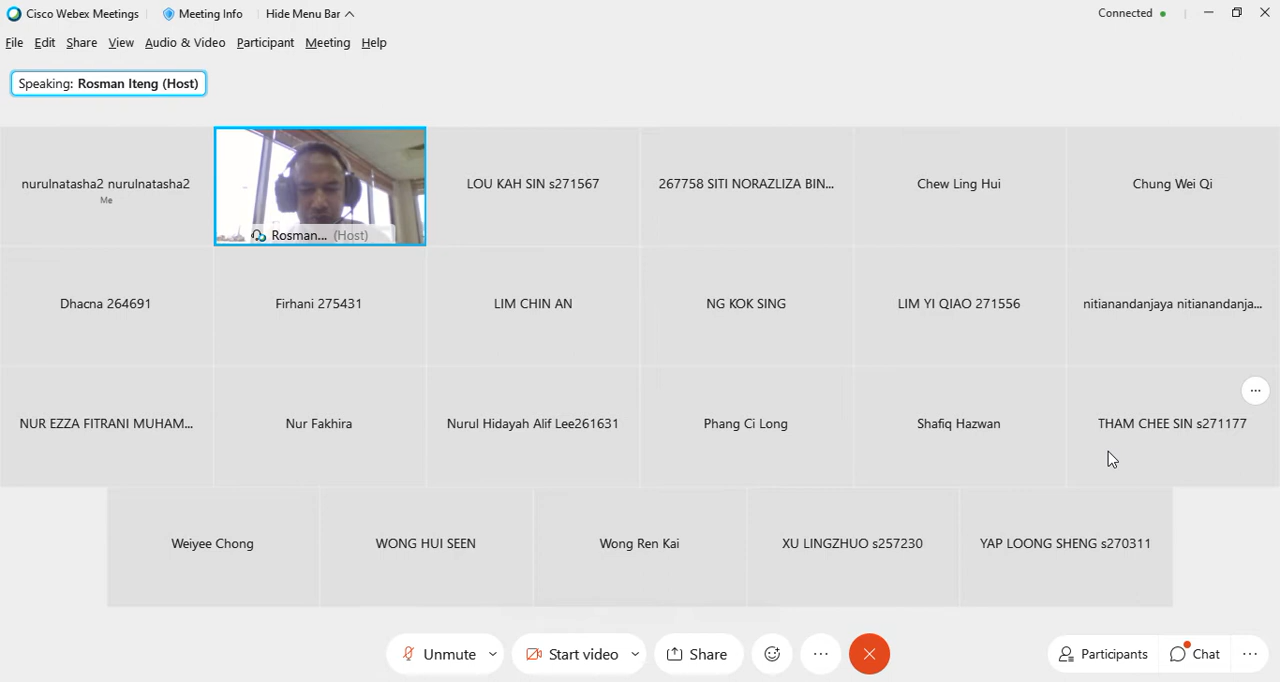 Cisco Webex Meetings
Meeting Info
Hide Menu Bar
Connected
File Edit Share View Audio & Video Participant Meeting Help
Speaking: Rosman Iteng (Host)
nurulnatasha2 nurulnatasha2
Me
Rosman... (Host)
LOU KAH SIN s271567
267758 SITI NORAZLIZA BIN...
Chew Ling Hui
Chung Wei Qi
Dhacna 264691
Firhani 275431
LIM CHIN AN
NG KOK SING
LIM YI QIAO 271556
nitianandanjaya nitianandanja...
NUR EZZA FITRANI MUHAM...
Nur Fakhira
Nurul Hidayah Alif Lee261631
Phang Ci Long
Shafiq Hazwan
THAM CHEE SIN s271177
Weiyee Chong
WONG HUI SEEN
Wong Ren Kai
XU LINGZHUO s257230
YAP LOONG SHENG s270311
Unmute
Start video
Share
Participants
Chat